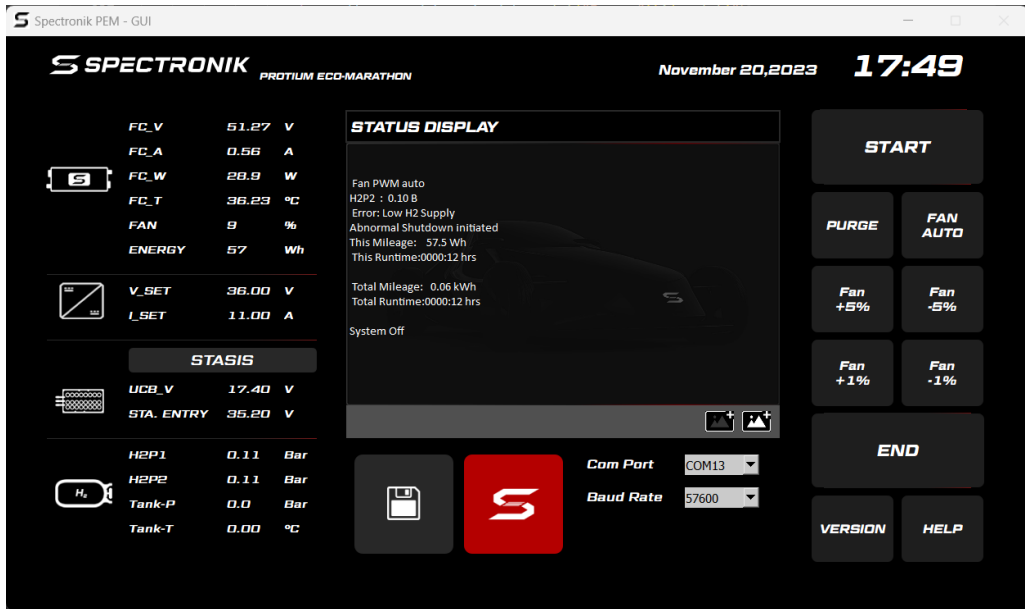 Spectronik PEM - GUI
SPECTRONIK PROTIUM ECO-MARATHON
November 20,2023
17:49
FC_V 51.27 V
FC_A 0.56 A
FC_W 28.9 W
FC_T 36.23 ºC
FAN 9 %
ENERGY 57 Wh
V_SET 36.00 V
I_SET 11.00 A
STASIS
UCB_V 17.40 V
STA. ENTRY 35.20 V
H2P1 0.11 Bar
H2P2 0.11 Bar
Tank-P 0.0 Bar
Tank-T 0.00 ºC
H₂
STATUS DISPLAY
Fan PWM auto
H2P2 : 0.10 B
Error: Low H2 Supply
Abnormal Shutdown initiated
This Mileage: 57.5 Wh
This Runtime:0000:12 hrs
Total Mileage: 0.06 kWh
Total Runtime:0000:12 hrs
System Off
Com Port COM13
Baud Rate 57600
START
PURGE
FAN
AUTO
Fan
+5%
Fan
-5%
Fan
+1%
Fan
-1%
END
VERSION
HELP